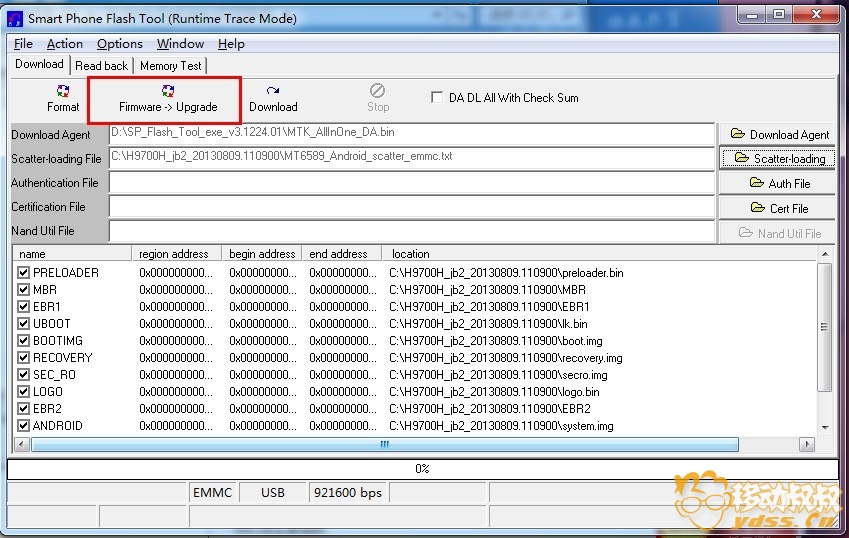 Smart Phone Flash Tool (Runtime Trace Mode)
File Action Options Window Help
Download Read back Memory Test
Format Firmware -> Upgrade Download Stop DA DL All With Check Sum
Download Agent D:\SP_Flash_Tool_exe_v3.1224.01\MTK_AllInOne_DA.bin Download Agent
Scatter-loading File C:\H9700H_jb2_20130809.110900\MT6589_Android_scatter_emmc.txt Scatter-loading
Authentication File Auth File
Certification File Cert File
Nand Util File Nand Util File
name region address begin address end address location
PRELOADER 0x000000000... 0x000000000... 0x000000000... C:\H9700H_jb2_20130809.110900\preloader.bin
MBR 0x000000000... 0x000000000... 0x000000000... C:\H9700H_jb2_20130809.110900\MBR
EBR1 0x000000000... 0x000000000... 0x000000000... C:\H9700H_jb2_20130809.110900\EBR1
UBOOT 0x000000000... 0x000000000... 0x000000000... C:\H9700H_jb2_20130809.110900\lk.bin
BOOTIMG 0x000000000... 0x000000000... 0x000000000... C:\H9700H_jb2_20130809.110900\boot.img
RECOVERY 0x000000000... 0x000000000... 0x000000000... C:\H9700H_jb2_20130809.110900\recovery.img
SEC_RO 0x000000000... 0x000000000... 0x000000000... C:\H9700H_jb2_20130809.110900\secro.img
LOGO 0x000000000... 0x000000000... 0x000000000... C:\H9700H_jb2_20130809.110900\logo.bin
EBR2 0x000000000... 0x000000000... 0x000000000... C:\H9700H_jb2_20130809.110900\EBR2
ANDROID 0x000000000... 0x000000000... 0x000000000... C:\H9700H_jb2_20130809.110900\system.img
0%
EMMC USB 921600 bps
移动叔叔
ydss.cn